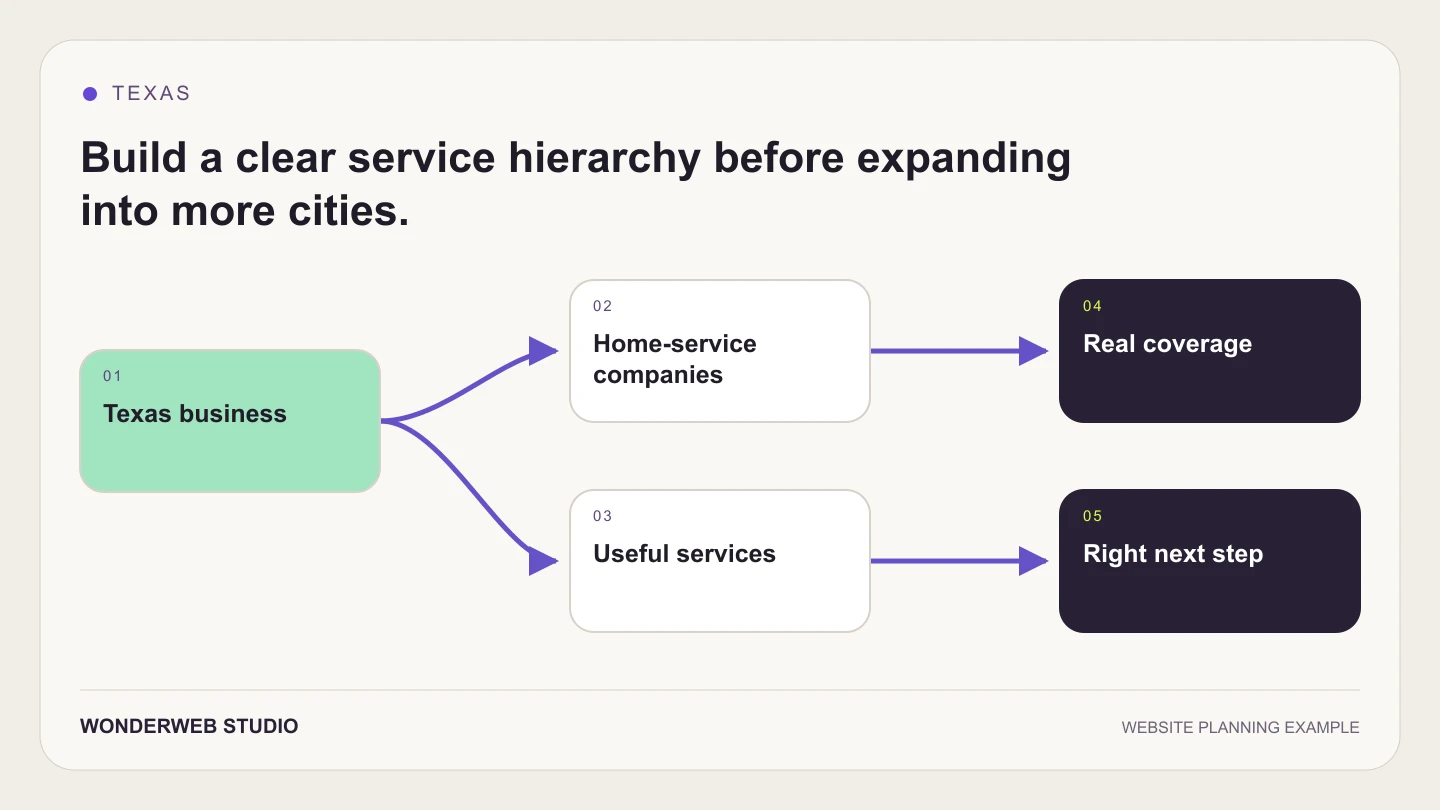 TEXAS
Build a clear service hierarchy before expanding
into more cities.
01
Texas business
02
Home-service
companies
03
Useful services
04
Real coverage
05
Right next step
WONDERWEB STUDIO
WEBSITE PLANNING EXAMPLE